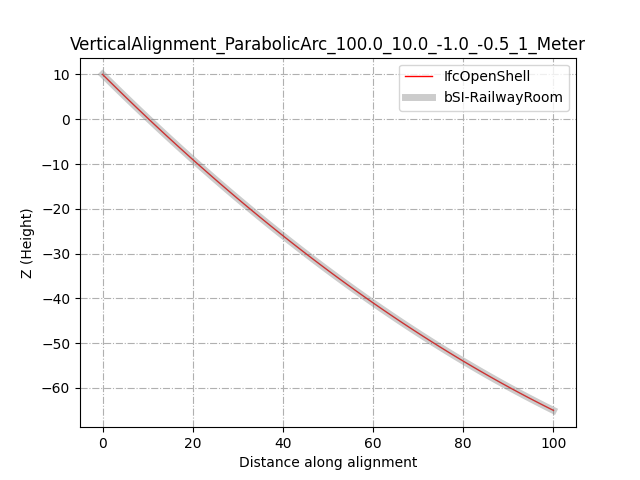 VerticalAlignment_ParabolicArc_100.0_10.0_-1.0_-0.5_1_Meter
IfcOpenShell
bSI-RailwayRoom
10
0
−10
−20
−30
−40
−50
−60
Z (Height)
0 20 40 60 80 100
Distance along alignment